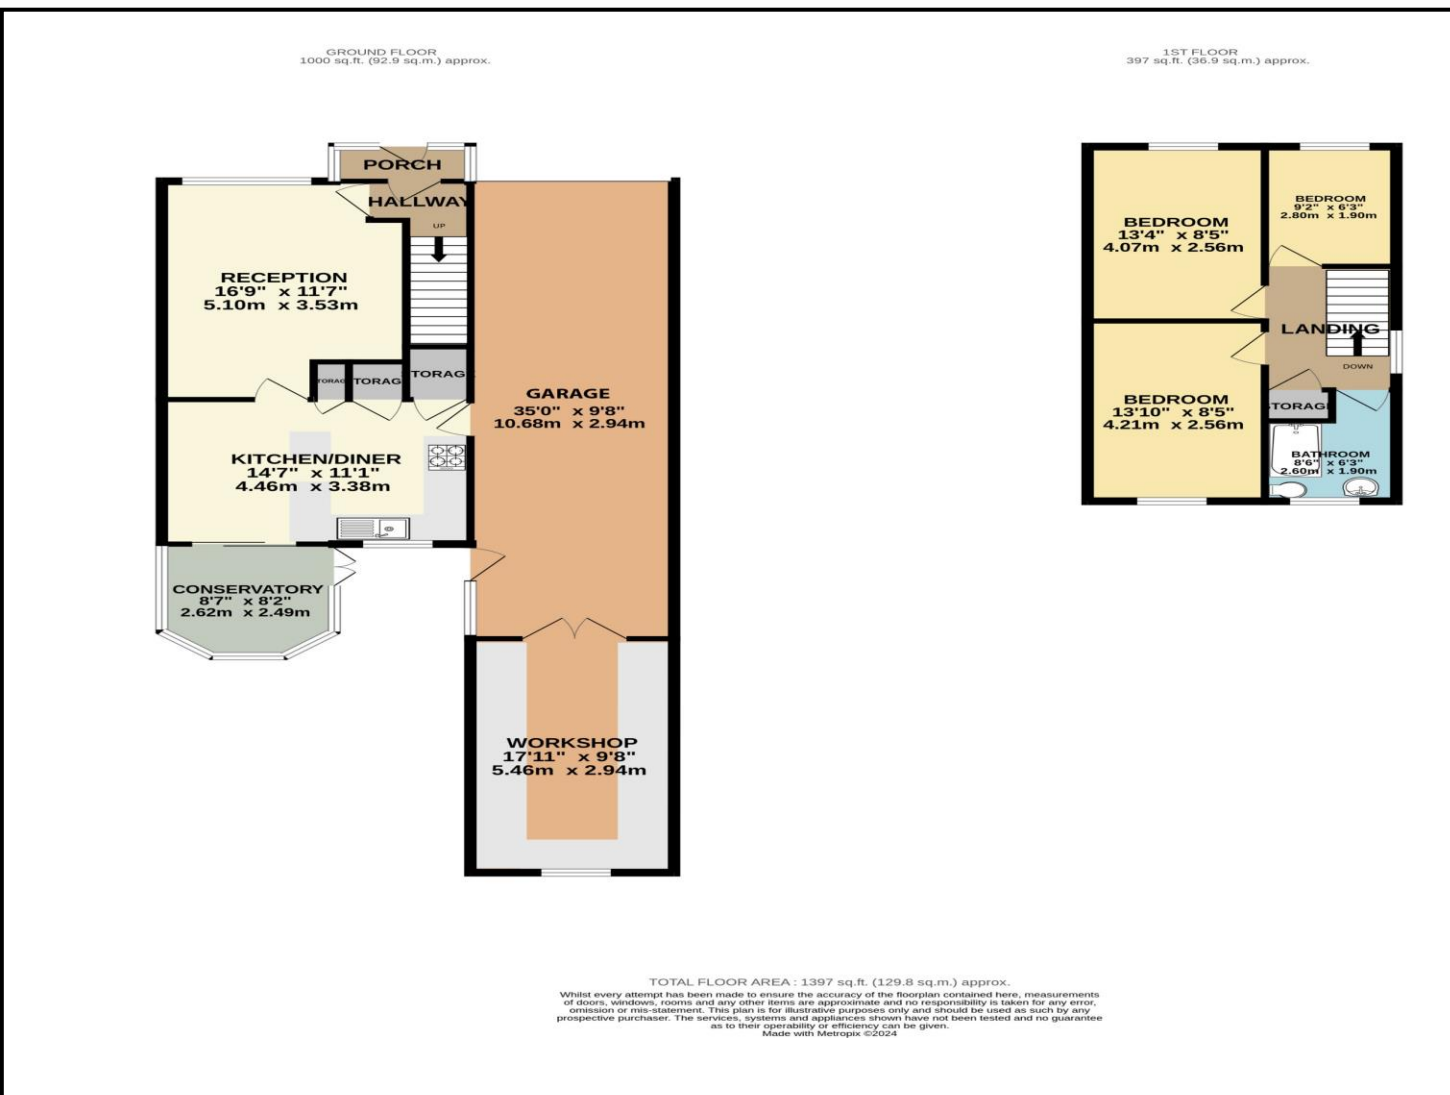 GROUND FLOOR
1000 sq.ft. (92.9 sq.m.) approx.
PORCH
HALLWAY
UP
RECEPTION
16'9" x 11'7"
5.10m x 3.53m
TORAG
TORAG
TORAG
GARAGE
35'0" x 9'8"
10.68m x 2.94m
KITCHEN/DINER
14'7" x 11'1"
4.46m x 3.38m
CONSERVATORY
8'7" x 8'2"
2.62m x 2.49m
WORKSHOP
17'11" x 9'8"
5.46m x 2.94m
1ST FLOOR
397 sq.ft. (36.9 sq.m.) approx.
BEDROOM
13'4" x 8'5"
4.07m x 2.56m
BEDROOM
9'2" x 6'3"
2.80m x 1.90m
LANDING
DOWN
BEDROOM
13'10" x 8'5"
4.21m x 2.56m
STORAGE
BATHROOM
8'6" x 6'3"
2.60m x 1.90m
TOTAL FLOOR AREA : 1397 sq.ft. (129.8 sq.m.) approx.
Whilst every attempt has been made to ensure the accuracy of the floorplan contained here, measurements
of doors, windows, rooms and any other items are approximate and no responsibility is taken for any error,
omission or mis-statement. This plan is for illustrative purposes only and should be used as such by any
prospective purchaser. The services, systems and appliances shown have not been tested and no guarantee
as to their operability or efficiency can be given.
Made with Metropix ©2024